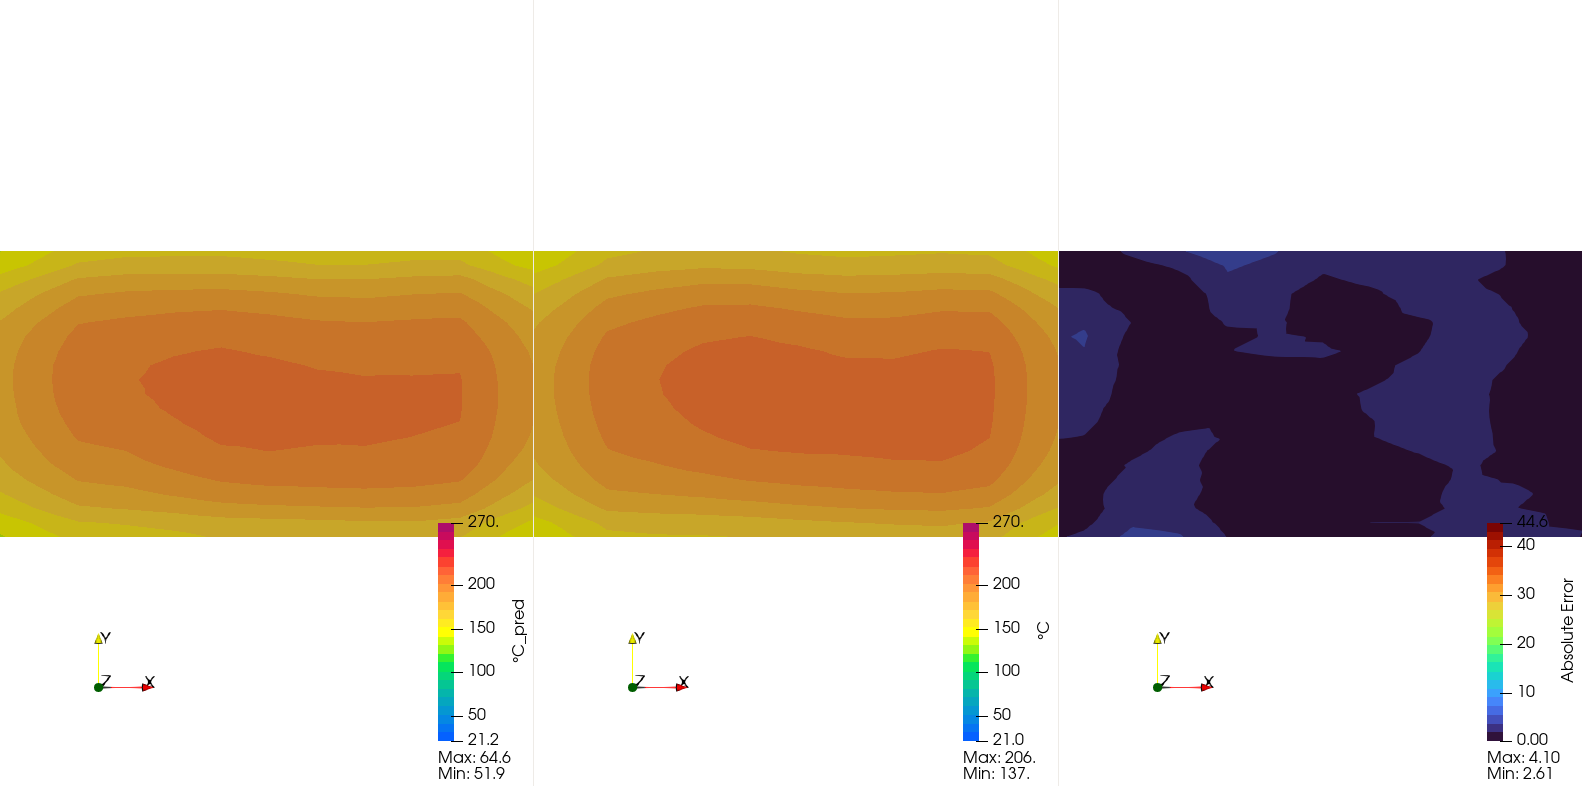 270.
200
150
100
50
21.2
°C_pred
Max: 64.6
Min: 51.9
Y
Z
X
270.
200
150
100
50
21.0
°C
Max: 206.
Min: 137.
Y
Z
X
44.6
40
30
20
10
0.00
Absolute Error
Max: 4.10
Min: 2.61
Y
Z
X